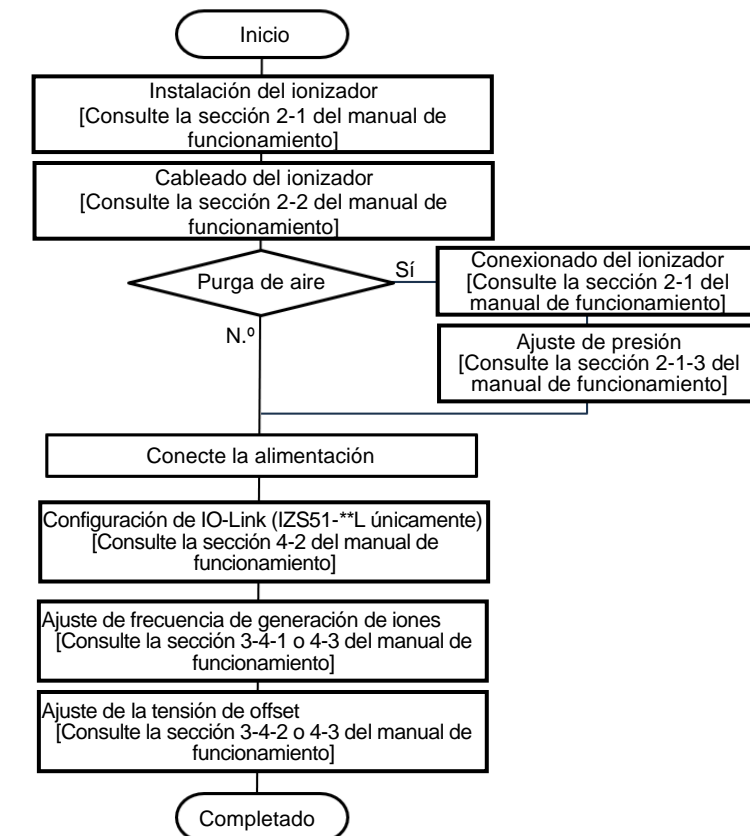 Inicio
Instalación del ionizador
[Consulte la sección 2-1 del manual de
funcionamiento]
Cableado del ionizador
[Consulte la sección 2-2 del manual de
funcionamiento]
Purga de aire
Sí
Conexionado del ionizador
[Consulte la sección 2-1 del
manual de funcionamiento]
N.º
Ajuste de presión
[Consulte la sección 2-1-3 del
manual de funcionamiento]
Conecte la alimentación
Configuración de IO-Link (IZS51-**L únicamente)
[Consulte la sección 4-2 del manual de
funcionamiento]
Ajuste de frecuencia de generación de iones
[Consulte la sección 3-4-1 o 4-3 del manual de
funcionamiento]
Ajuste de la tensión de offset
[Consulte la sección 3-4-2 o 4-3 del manual de
funcionamiento]
Completado